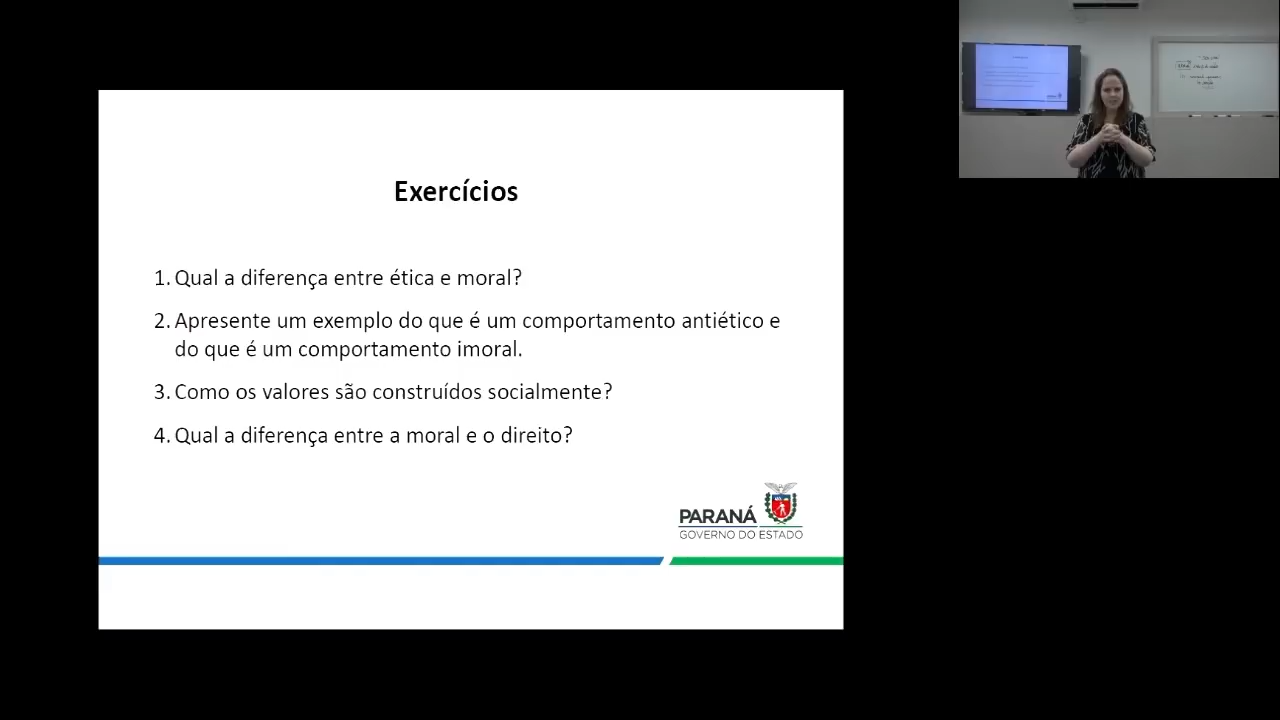 Exercícios
1. Qual a diferença entre ética e moral?
2. Apresente um exemplo do que é um comportamento antiético e
do que é um comportamento imoral.
3. Como os valores são construídos socialmente?
4. Qual a diferença entre a moral e o direito?
PARANÁ
GOVERNO DO ESTADO